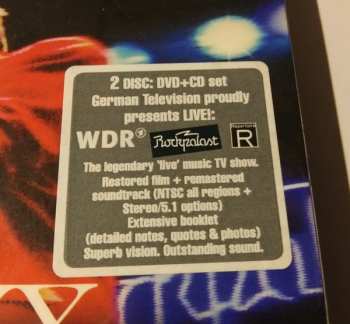 2 DISC: DVD+CD set
German Television proudly
presents LIVE!:
WDR Rockpalast Repertoire R
The legendary 'live' music TV show.
Restored film + remastered
soundtrack (NTSC all regions +
Stereo/5.1 options)
Extensive booklet
(detailed notes, quotes & photos)
Superb vision. Outstanding sound.